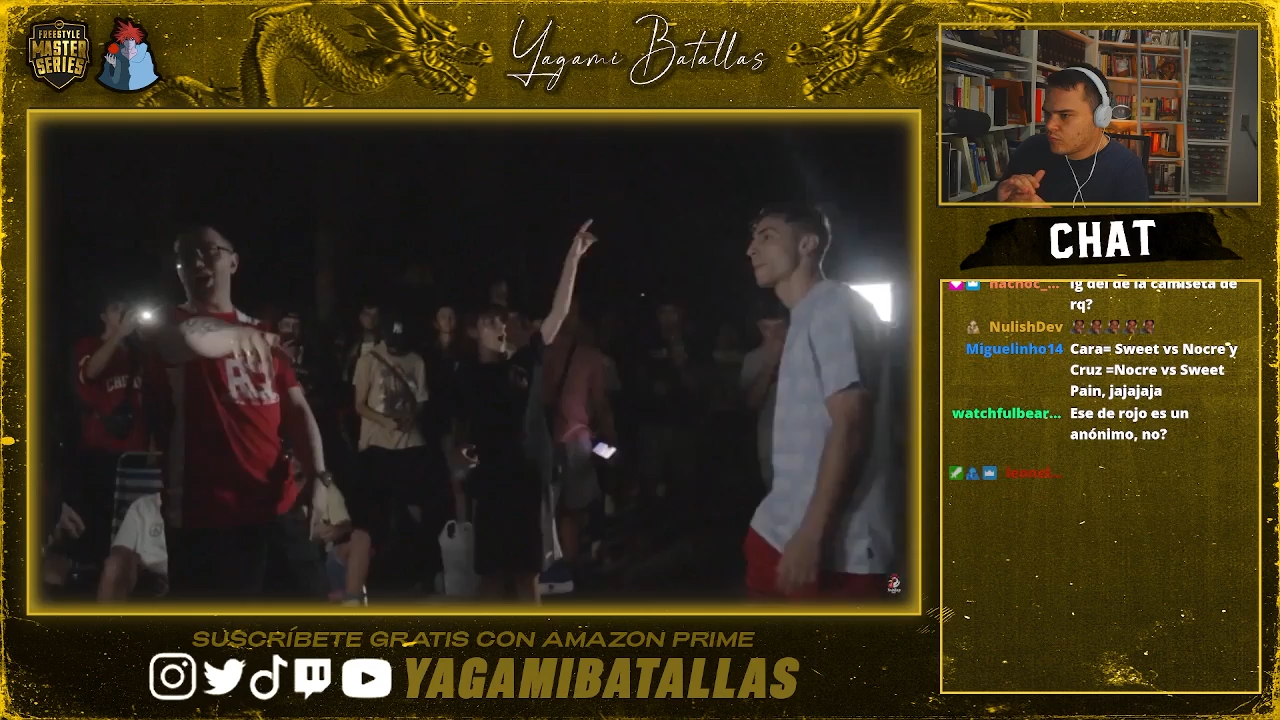 FREESTYLE
MASTER
SERIES
Yagami Batallas
CHAT
nachoc_... ig del de la camiseta de
rq?
NulishDev
Miguelinho14 Cara= Sweet vs Nocre y
Cruz =Nocre vs Sweet
Pain, jajajaja
watchfulbear... Ese de rojo es un
anónimo, no?
SUSCRÍBETE GRATIS CON AMAZON PRIME
YAGAMIBATALLAS